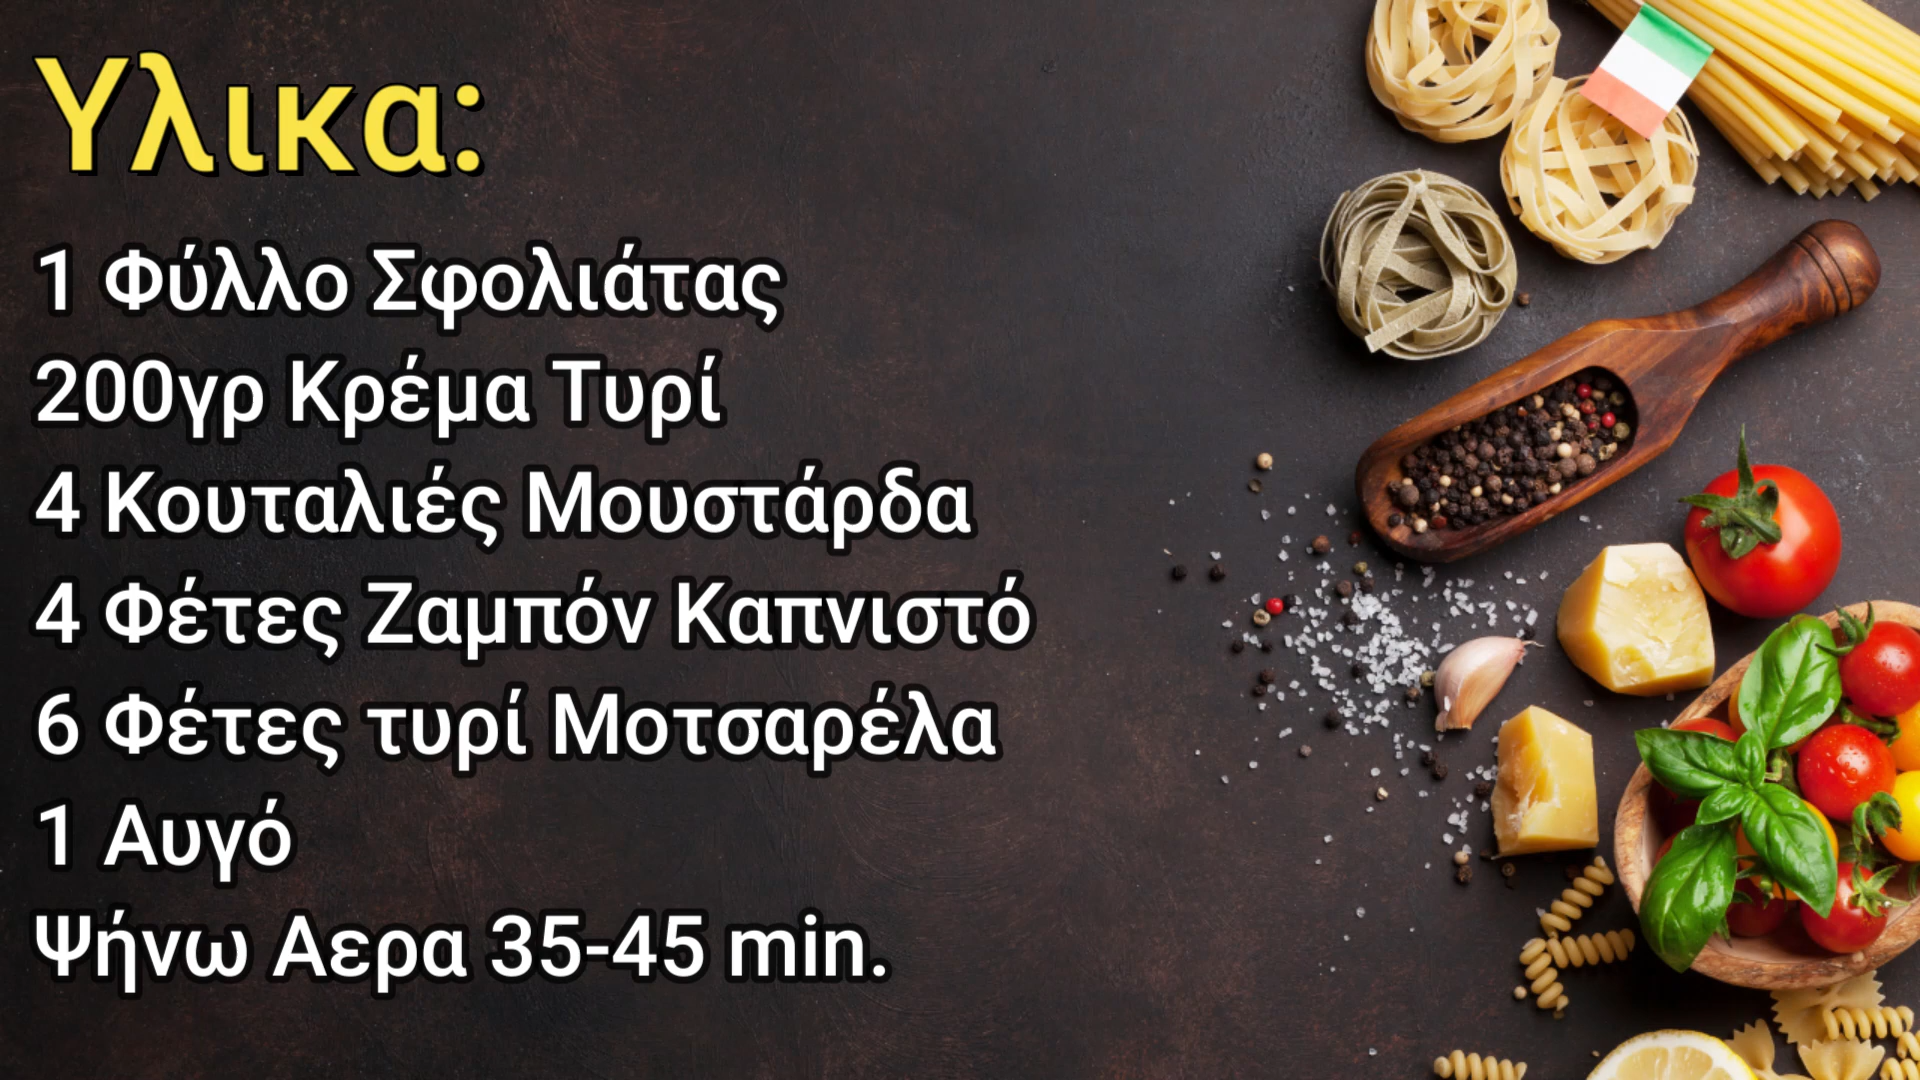 Υλικα:
1 Φύλλο Σφολιάτας
200γρ Κρέμα Τυρί
4 Κουταλιές Μουστάρδα
4 Φέτες Ζαμπόν Καπνιστό
6 Φέτες τυρί Μοτσαρέλα
1 Αυγό
Ψήνω Αερα 35-45 min.